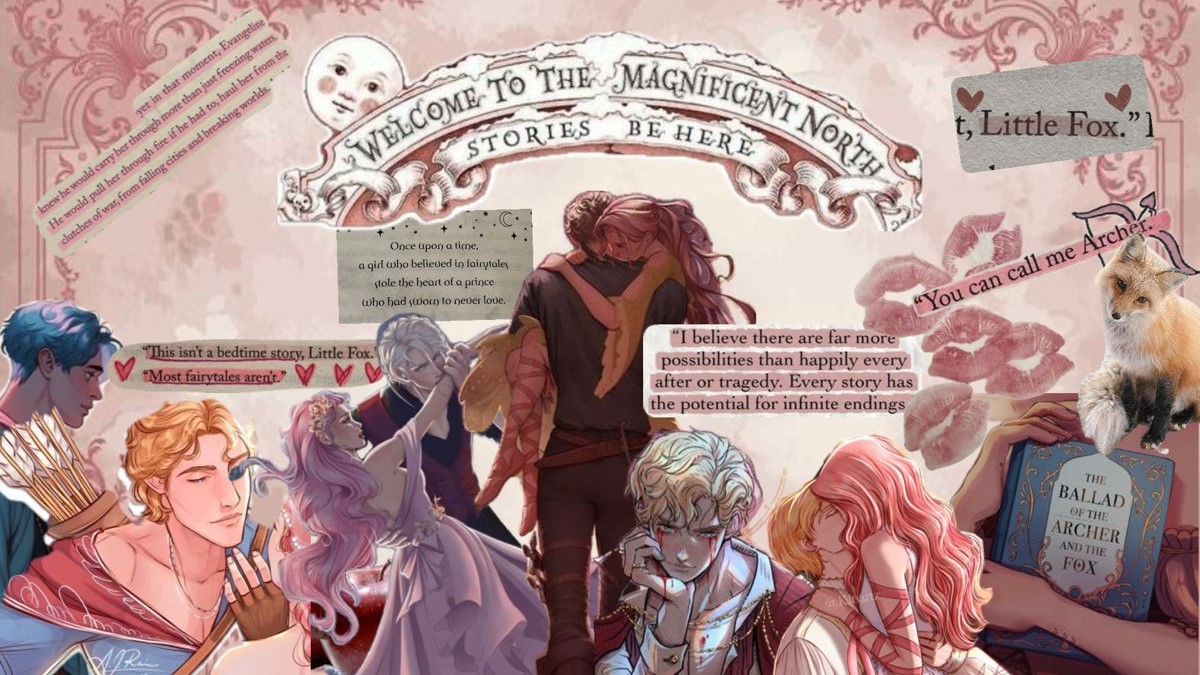 yet in that moment, Evangeline
knew he would carry her through more than just freezing waters.
He would pull her through fire if he had to, haul her from the
clutches of war, from falling cities and breaking worlds,
WELCOME TO THE MAGNIFICENT NORTH
STORIES BE HERE
t, Little Fox.”
Once upon a time,
a girl who believed in fairytales
stole the heart of a prince
who had sworn to never love.
“You can call me Archer.”
“This isn’t a bedtime story, Little Fox.”
“Most fairytales aren’t.”
“I believe there are far more
possibilities than happily every
after or tragedy. Every story has
the potential for infinite endings
THE
BALLAD
OF THE
ARCHER
AND THE
FOX